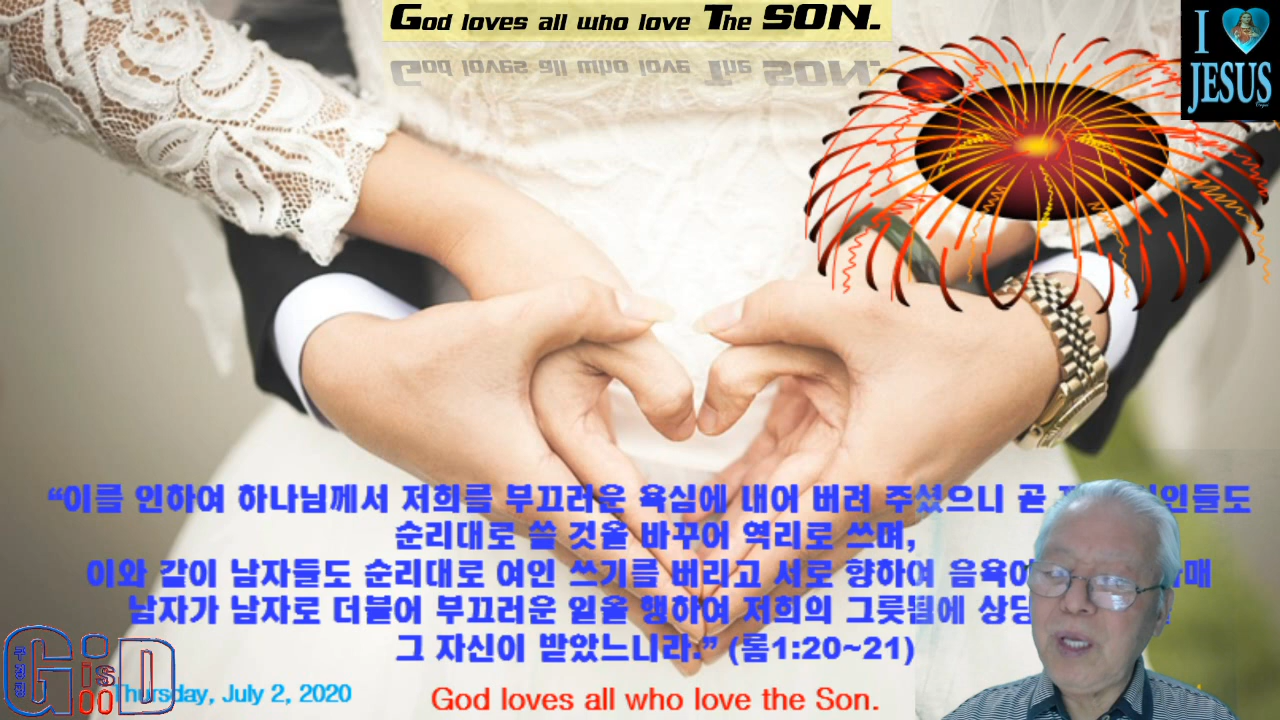 God loves all who love The SON.
I
JESUS
“이를 인하여 하나님께서 저희를 부끄러운 욕심에 내어 버려 주셨으니 곧
순리대로 쓸 것을 바꾸어 역리로 쓰며,
이와 같이 남자들도 순리대로 여인 쓰기를 버리고 서로 향하여
남자가 남자로 더불어 부끄러운 일을 행하여 저희의 그릇됨에
그 자신이 받았느니라.” (롬1:20~21)
GisooD
Thursday, July 2, 2020
God loves all who love the Son.